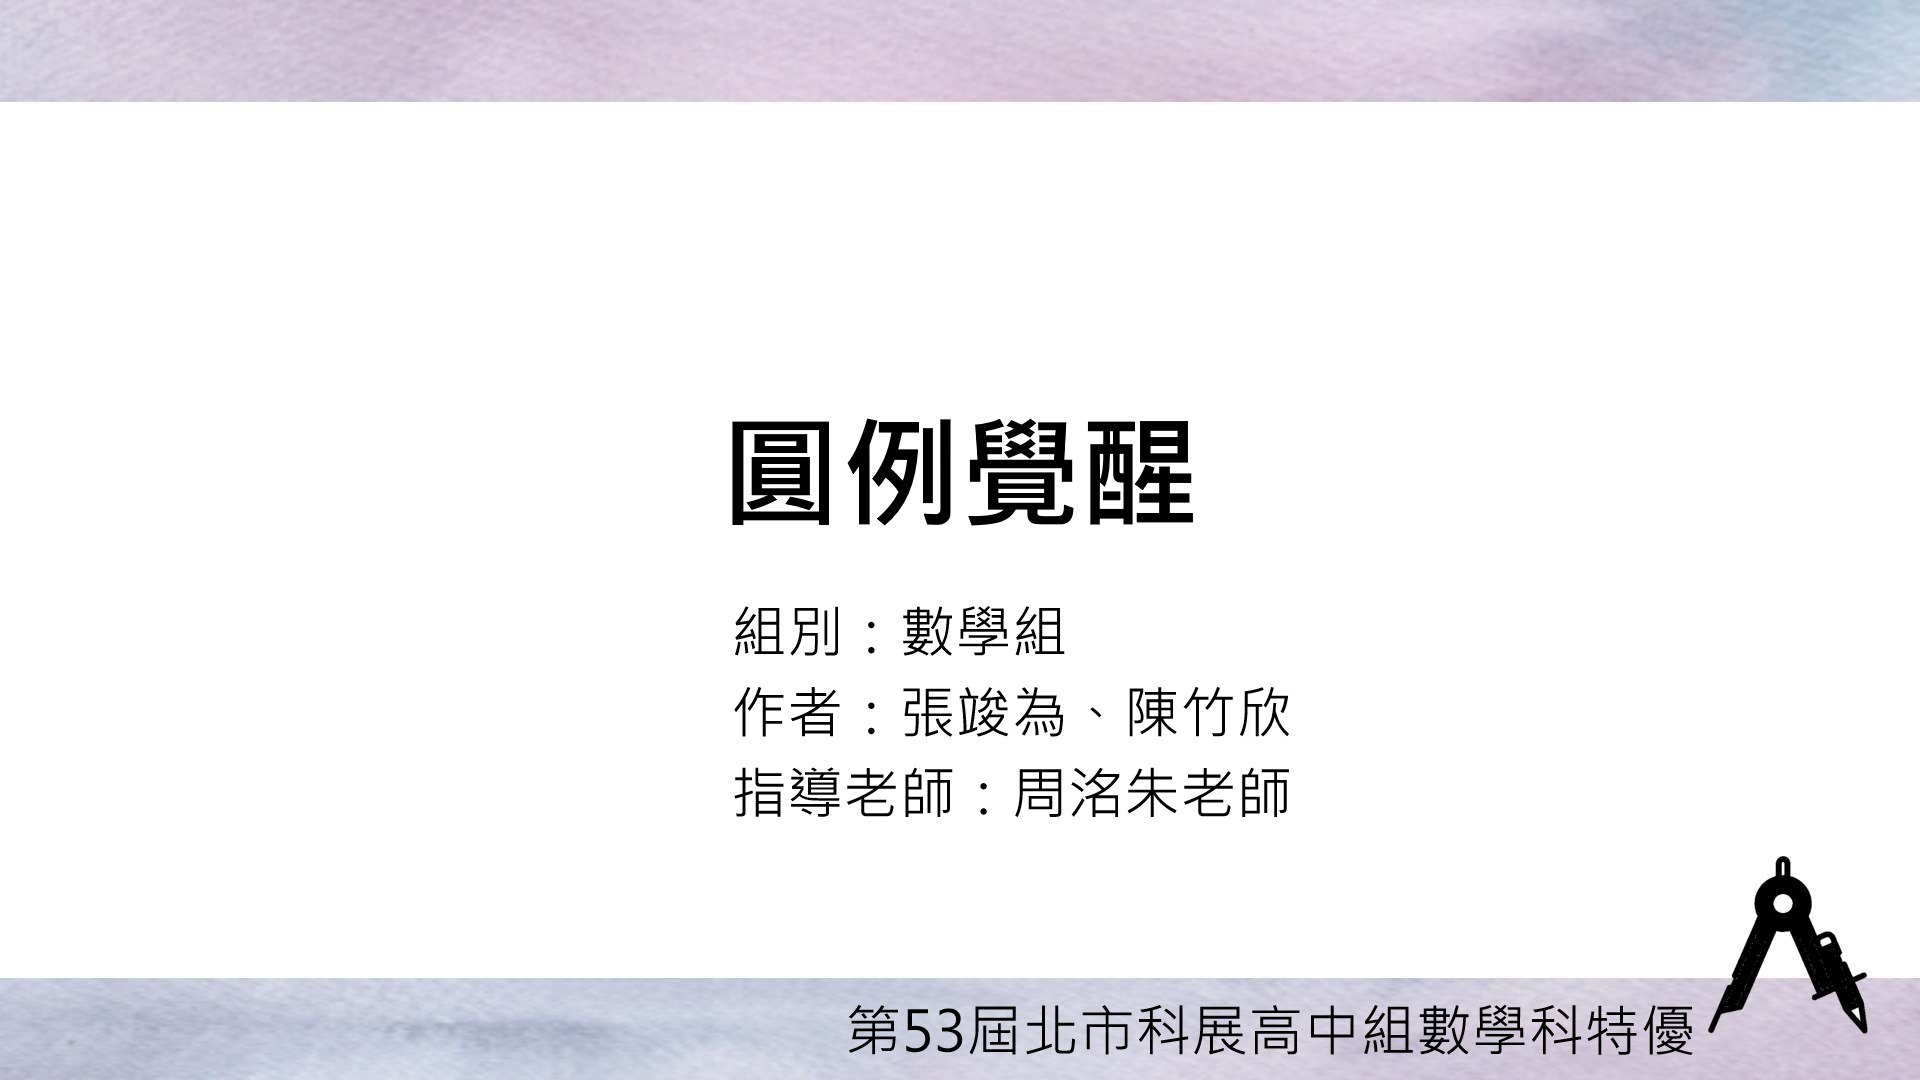 圓例覺醒
組別：數學組
作者：張竣為、陳竹欣
指導老師：周洺朱老師
第53屆北市科展高中組數學科特優